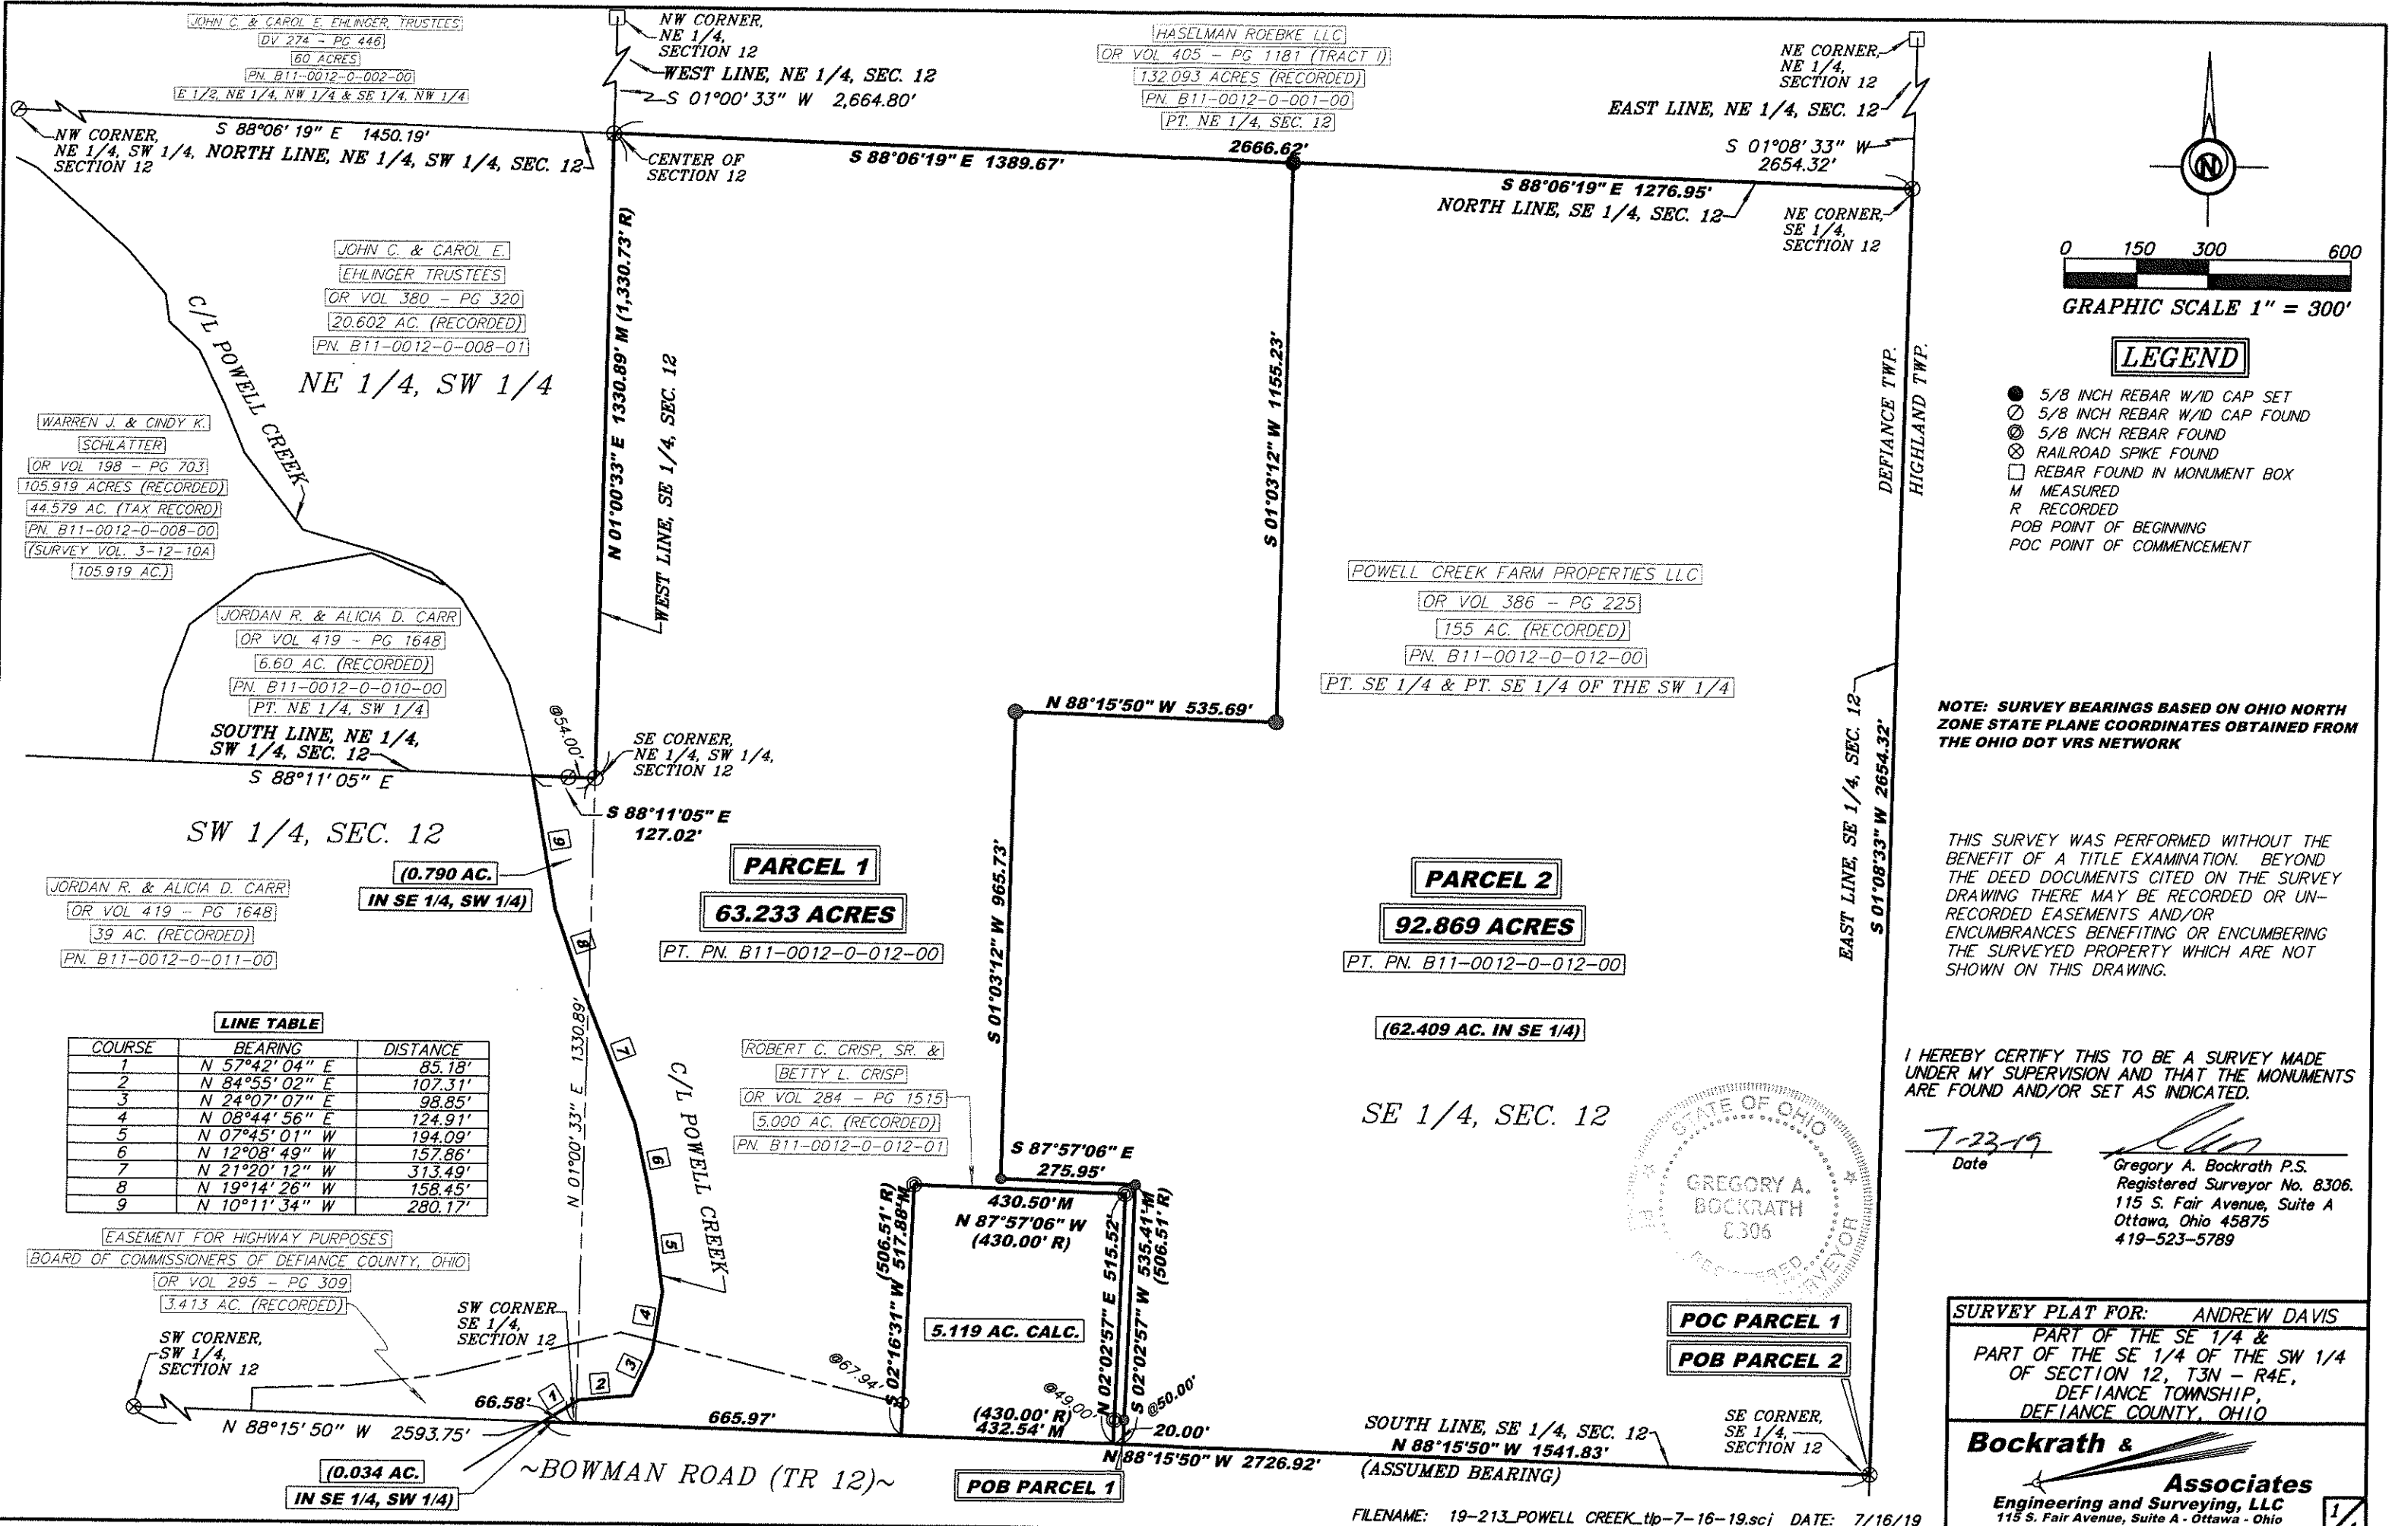 JOHN C. & CAROL E. EHLINGER, TRUSTEES
DV 274 - PG 446
60 ACRES
PN. B11-0012-0-002-00
E 1/2, NE 1/4, NW 1/4 & SE 1/4, NW 1/4
NW CORNER,
NE 1/4,
SECTION 12
WEST LINE, NE 1/4, SEC. 12
S 01°00'33" W 2,664.80'
HASELMAN ROEBKE LLC
OR VOL 405 - PG 1181 (TRACT I)
132.093 ACRES (RECORDED)
PN. B11-0012-0-001-00
PT. NE 1/4, SEC. 12
NE CORNER,
NE 1/4,
SECTION 12
EAST LINE, NE 1/4, SEC. 12
S 01°08'33" W
2654.32'
NW CORNER,
NE 1/4, SW 1/4,
SECTION 12
S 88°06'19" E 1450.19'
NORTH LINE, NE 1/4, SW 1/4, SEC. 12
CENTER OF
SECTION 12
S 88°06'19" E 1389.67'
2666.62'
S 88°06'19" E 1276.95'
NORTH LINE, SE 1/4, SEC. 12
NE CORNER,
SE 1/4,
SECTION 12
N
0 150 300 600
GRAPHIC SCALE 1" = 300'
LEGEND
5/8 INCH REBAR W/ID CAP SET
5/8 INCH REBAR W/ID CAP FOUND
5/8 INCH REBAR FOUND
RAILROAD SPIKE FOUND
REBAR FOUND IN MONUMENT BOX
M MEASURED
R RECORDED
POB POINT OF BEGINNING
POC POINT OF COMMENCEMENT
JOHN C. & CAROL E.
EHLINGER TRUSTEES
OR VOL 380 - PG 320
20.602 AC. (RECORDED)
PN. B11-0012-0-008-01
NE 1/4, SW 1/4
C/L POWELL CREEK
N 01°00'33" E 1330.89' M (1,330.73' R)
WEST LINE, SE 1/4, SEC. 12
S 01°03'12" W 1155.23'
DEFIANCE TWP.
HIGHLAND TWP.
WARREN J. & CINDY K.
SCHLATTER
OR VOL 198 - PG 703
105.919 ACRES (RECORDED)
44.579 AC. (TAX RECORD)
PN. B11-0012-0-008-00
(SURVEY VOL. 3-12-10A
105.919 AC.)
JORDAN R. & ALICIA D. CARR
OR VOL 419 - PG 1648
6.60 AC. (RECORDED)
PN. B11-0012-0-010-00
PT. NE 1/4, SW 1/4
SOUTH LINE, NE 1/4,
SW 1/4, SEC. 12
S 88°11'05" E
@54.00'
SE CORNER,
NE 1/4, SW 1/4,
SECTION 12
S 88°11'05" E
127.02'
POWELL CREEK FARM PROPERTIES LLC
OR VOL 386 - PG 225
155 AC. (RECORDED)
PN. B11-0012-0-012-00
PT. SE 1/4 & PT. SE 1/4 OF THE SW 1/4
N 88°15'50" W 535.69'
S 01°03'12" W 965.73'
EAST LINE, SE 1/4, SEC. 12
S 01°08'33" W 2654.32'
NOTE: SURVEY BEARINGS BASED ON OHIO NORTH
ZONE STATE PLANE COORDINATES OBTAINED FROM
THE OHIO DOT VRS NETWORK
SW 1/4, SEC. 12
(0.790 AC.
IN SE 1/4, SW 1/4)
PARCEL 1
63.233 ACRES
PT. PN. B11-0012-0-012-00
PARCEL 2
92.869 ACRES
PT. PN. B11-0012-0-012-00
(62.409 AC. IN SE 1/4)
SE 1/4, SEC. 12
THIS SURVEY WAS PERFORMED WITHOUT THE
BENEFIT OF A TITLE EXAMINATION. BEYOND
THE DEED DOCUMENTS CITED ON THE SURVEY
DRAWING THERE MAY BE RECORDED OR UN-
RECORDED EASEMENTS AND/OR
ENCUMBRANCES BENEFITING OR ENCUMBERING
THE SURVEYED PROPERTY WHICH ARE NOT
SHOWN ON THIS DRAWING.
JORDAN R. & ALICIA D. CARR
OR VOL 419 - PG 1648
39 AC. (RECORDED)
PN. B11-0012-0-011-00
LINE TABLE
COURSE BEARING DISTANCE
1 N 57°42'04" E 85.18'
2 N 84°55'02" E 107.31'
3 N 24°07'07" E 98.85'
4 N 08°44'56" E 124.91'
5 N 07°45'01" W 194.09'
6 N 12°08'49" W 157.86'
7 N 21°20'12" W 313.49'
8 N 19°14'26" W 158.45'
9 N 10°11'34" W 280.17'
9
8
7
6
5
4
3
2
1
N 01°00'33" E 1330.89'
C/L POWELL CREEK
ROBERT C. CRISP, SR. &
BETTY L. CRISP
OR VOL 284 - PG 1515
5.000 AC. (RECORDED)
PN. B11-0012-0-012-01
S 87°57'06" E
275.95'
430.50' M
N 87°57'06" W
(430.00' R)
(506.51' R)
S 02°16'31" W 517.88' M
N 02°02'57" E 515.52'
S 02°02'57" W 535.41' M
(506.51' R)
5.119 AC. CALC.
I HEREBY CERTIFY THIS TO BE A SURVEY MADE
UNDER MY SUPERVISION AND THAT THE MONUMENTS
ARE FOUND AND/OR SET AS INDICATED.
7-23-19
Date
Gregory A. Bockrath P.S.
Registered Surveyor No. 8306.
115 S. Fair Avenue, Suite A
Ottawa, Ohio 45875
419-523-5789
STATE OF OHIO
GREGORY A.
BOCKRATH
8306
EASEMENT FOR HIGHWAY PURPOSES
BOARD OF COMMISSIONERS OF DEFIANCE COUNTY, OHIO
OR VOL 295 - PG 309
3.413 AC. (RECORDED)
SW CORNER,
SW 1/4,
SECTION 12
SW CORNER
SE 1/4,
SECTION 12
66.58'
N 88°15'50" W 2593.75'
(0.034 AC.
IN SE 1/4, SW 1/4)
~BOWMAN ROAD (TR 12)~
665.97'
@67.94'
(430.00' R)
432.54' M
@49.00'
@50.00'
20.00'
POB PARCEL 1
N 88°15'50" W 2726.92'
SOUTH LINE, SE 1/4, SEC. 12
N 88°15'50" W 1541.83'
(ASSUMED BEARING)
POC PARCEL 1
POB PARCEL 2
SE CORNER,
SE 1/4,
SECTION 12
SURVEY PLAT FOR: ANDREW DAVIS
PART OF THE SE 1/4 &
PART OF THE SE 1/4 OF THE SW 1/4
OF SECTION 12, T3N - R4E,
DEFIANCE TOWNSHIP,
DEFIANCE COUNTY, OHIO
Bockrath &
Associates
Engineering and Surveying, LLC
115 S. Fair Avenue, Suite A - Ottawa - Ohio
FILENAME: 19-213_POWELL CREEK_tlp-7-16-19.scj DATE: 7/16/19